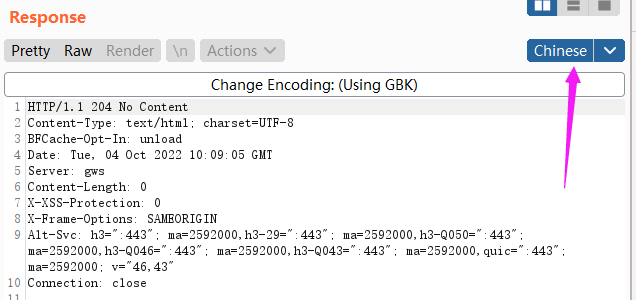 Response
Pretty Raw Render \n Actions Chinese
Change Encoding: (Using GBK)
1 HTTP/1.1 204 No Content
2 Content-Type: text/html; charset=UTF-8
3 BFCache-Opt-In: unload
4 Date: Tue, 04 Oct 2022 10:09:05 GMT
5 Server: gws
6 Content-Length: 0
7 X-XSS-Protection: 0
8 X-Frame-Options: SAMEORIGIN
9 Alt-Svc: h3=":443"; ma=2592000,h3-29=":443"; ma=2592000,h3-Q050=":443";
ma=2592000,h3-Q046=":443"; ma=2592000,h3-Q043=":443"; ma=2592000,quic=":443";
ma=2592000; v="46,43"
10 Connection: close
11